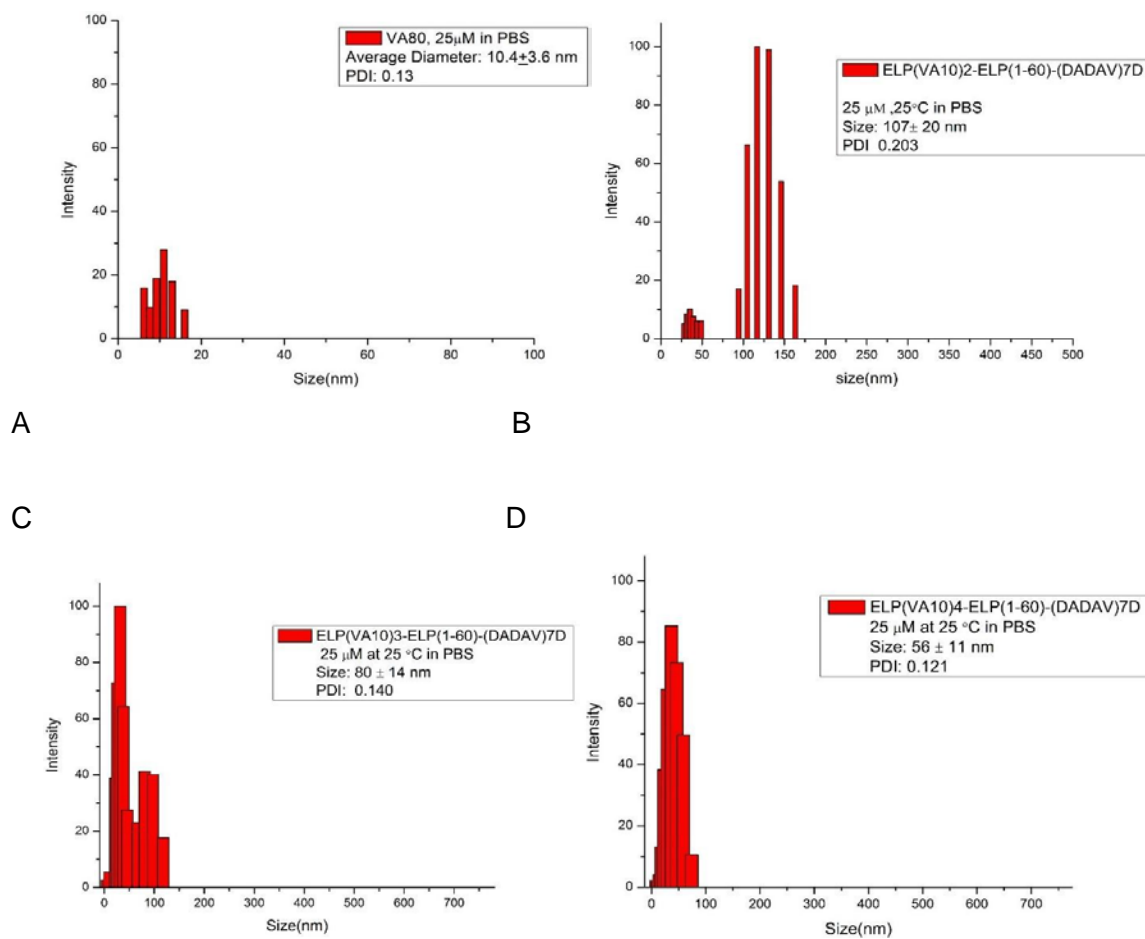 100
80
60
40
20
0
Intensity
0 20 40 60 80 100
Size(nm)
VA80, 25μM in PBS
Average Diameter: 10.4±3.6 nm
PDI: 0.13
100
80
60
40
20
0
Intensity
0 50 100 150 200 250 300 350 400 450 500
size(nm)
ELP(VA10)2-ELP(1-60)-(DADAV)7D
25 μM ,25°C in PBS
Size: 107± 20 nm
PDI 0.203
A B
C D
100
80
60
40
20
0
Intensity
0 100 200 300 400 500 600 700
Size(nm)
ELP(VA10)3-ELP(1-60)-(DADAV)7D
25 μM at 25 °C in PBS
Size: 80 ± 14 nm
PDI: 0.140
100
80
60
40
20
0
Intensity
0 100 200 300 400 500 600 700
Size(nm)
ELP(VA10)4-ELP(1-60)-(DADAV)7D
25 μM at 25 °C in PBS
Size: 56 ± 11 nm
PDI: 0.121